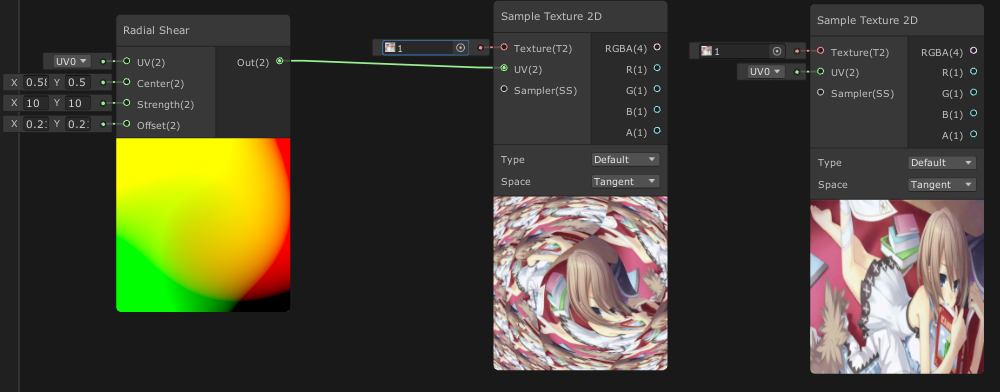 Radial Shear
UV0 UV(2) Out(2)
X 0.58 Y 0.5 Center(2)
X 10 Y 10 Strength(2)
X 0.2 Y 0.2 Offset(2)
Sample Texture 2D
1 Texture(T2) RGBA(4)
UV(2) R(1)
Sampler(SS) G(1)
B(1)
A(1)
Type Default
Space Tangent
Sample Texture 2D
1 Texture(T2) RGBA(4)
UV0 UV(2) R(1)
Sampler(SS) G(1)
B(1)
A(1)
Type Default
Space Tangent